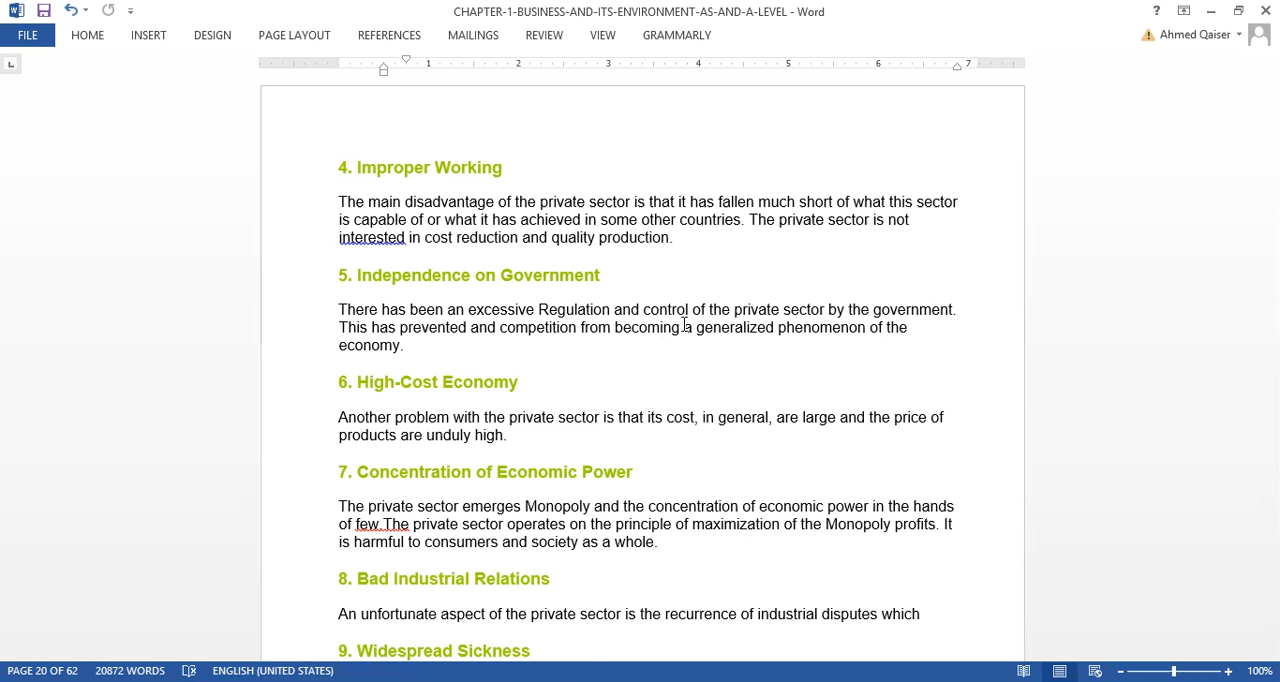 CHAPTER-1-BUSINESS-AND-ITS-ENVIRONMENT-AS-AND-A-LEVEL - Word
?
FILE HOME INSERT DESIGN PAGE LAYOUT REFERENCES MAILINGS REVIEW VIEW GRAMMARLY
Ahmed Qaiser
1 2 3 4 5 6 7
4. Improper Working
The main disadvantage of the private sector is that it has fallen much short of what this sector
is capable of or what it has achieved in some other countries. The private sector is not
interested in cost reduction and quality production.
5. Independence on Government
There has been an excessive Regulation and control of the private sector by the government.
This has prevented and competition from becoming a generalized phenomenon of the
economy.
6. High-Cost Economy
Another problem with the private sector is that its cost, in general, are large and the price of
products are unduly high.
7. Concentration of Economic Power
The private sector emerges Monopoly and the concentration of economic power in the hands
of few.The private sector operates on the principle of maximization of the Monopoly profits. It
is harmful to consumers and society as a whole.
8. Bad Industrial Relations
An unfortunate aspect of the private sector is the recurrence of industrial disputes which
9. Widespread Sickness
PAGE 20 OF 62 20872 WORDS ENGLISH (UNITED STATES) 100%